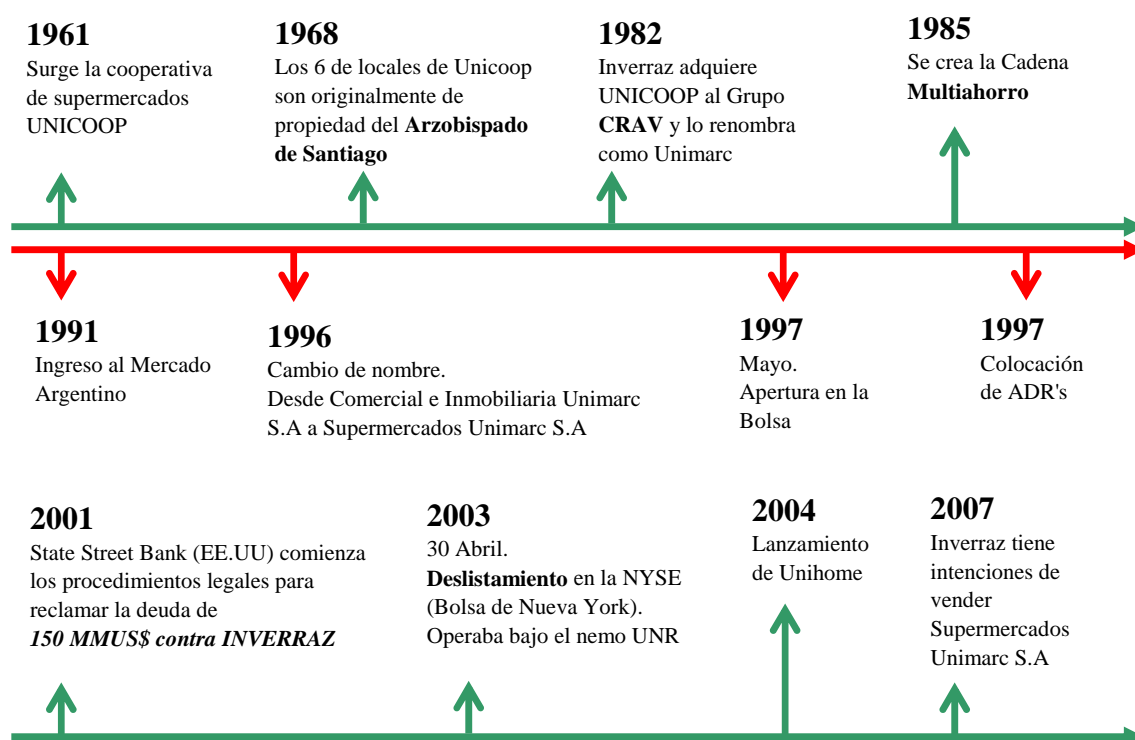 1961
Surge la cooperativa
de supermercados
UNICOOP
1968
Los 6 de locales de Unicoop
son originalmente de
propiedad del Arzobispado
de Santiago
1982
Inverraz adquiere
UNICOOP al Grupo
CRAV y lo renombra
como Unimarc
1985
Se crea la Cadena
Multiahorro
1991
Ingreso al Mercado
Argentino
1996
Cambio de nombre.
Desde Comercial e Inmobiliaria Unimarc
S.A a Supermercados Unimarc S.A
1997
Mayo.
Apertura en la
Bolsa
1997
Colocación
de ADR's
2001
State Street Bank (EE.UU) comienza
los procedimientos legales para
reclamar la deuda de
150 MMUS$ contra INVERRAZ
2003
30 Abril.
Deslistamiento en la NYSE
(Bolsa de Nueva York).
Operaba bajo el nemo UNR
2004
Lanzamiento
de Unihome
2007
Inverraz tiene
intenciones de
vender
Supermercados
Unimarc S.A